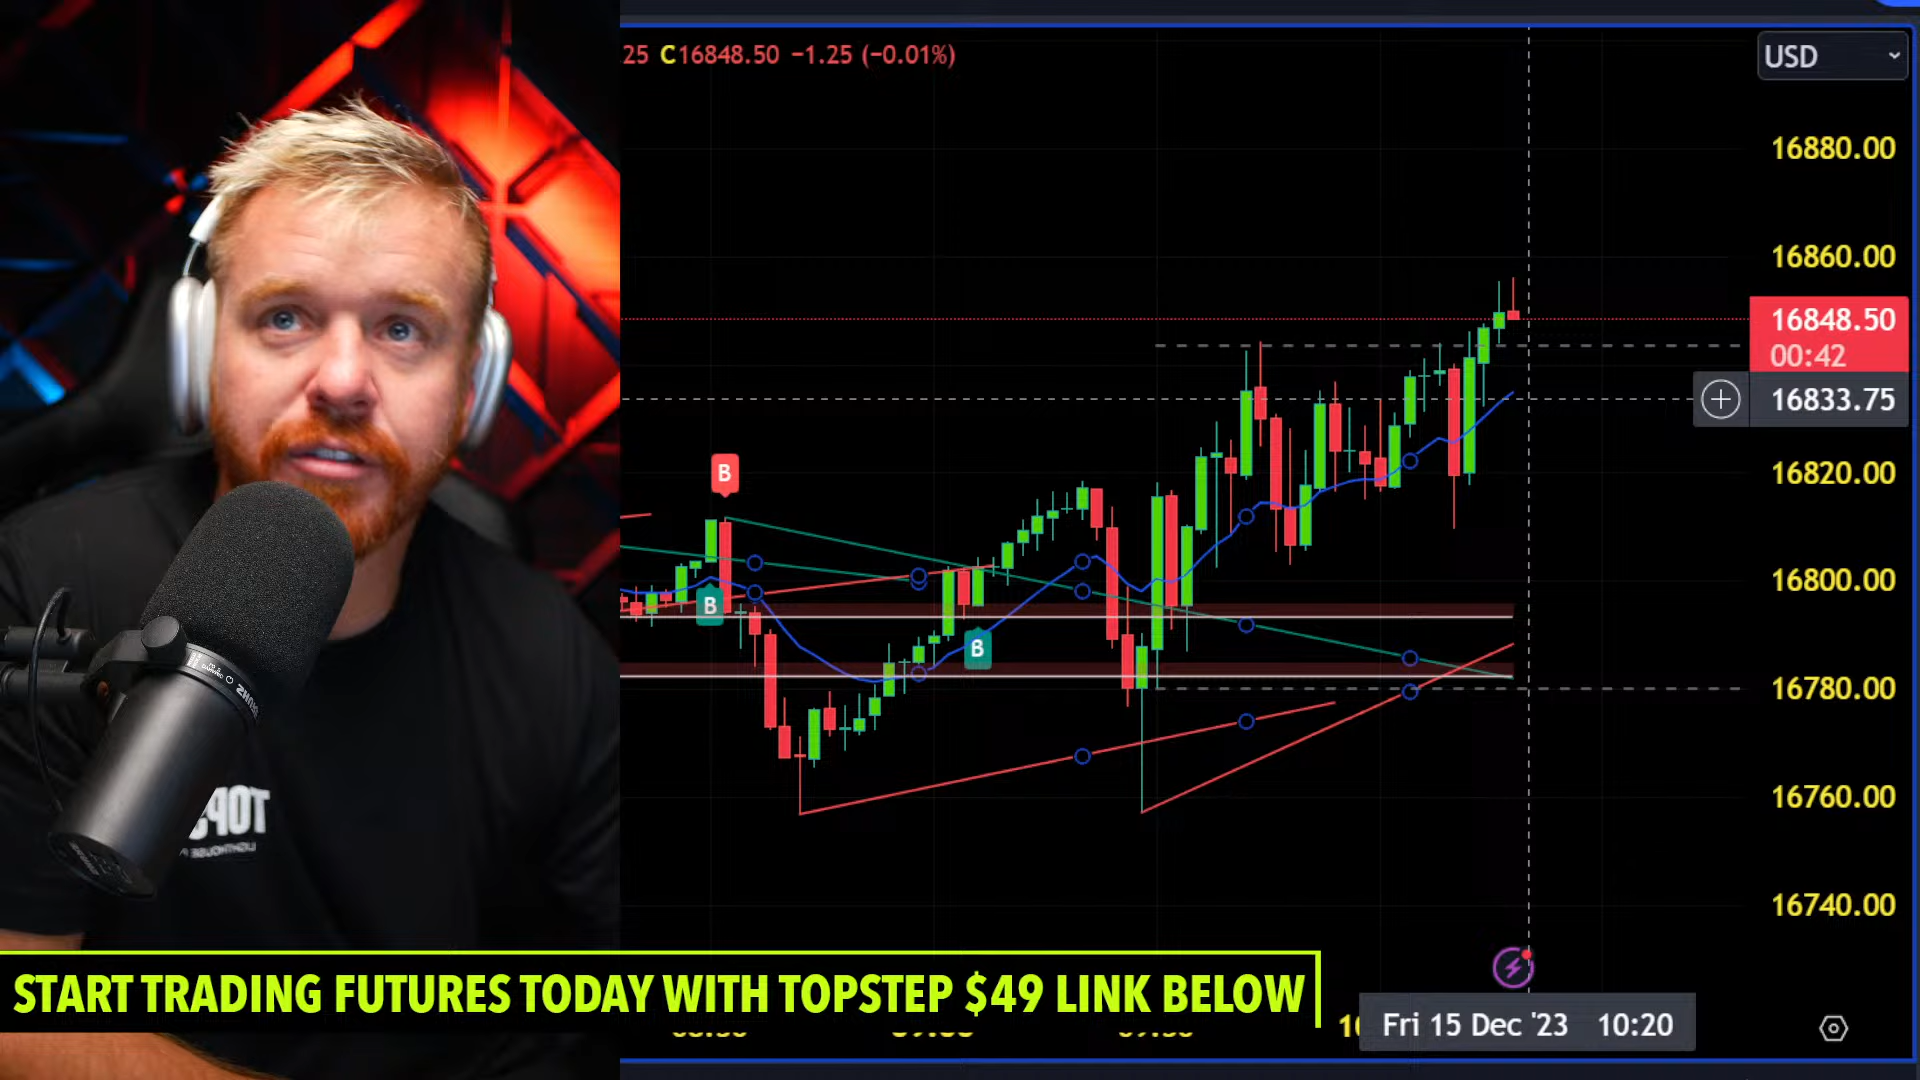 25 C16848.50 −1.25 (−0.01%)
USD
16880.00
16860.00
16848.50
00:42
16833.75
16820.00
16800.00
16780.00
16760.00
16740.00
B
B
B
START TRADING FUTURES TODAY WITH TOPSTEP $49 LINK BELOW
Fri 15 Dec '23 10:20